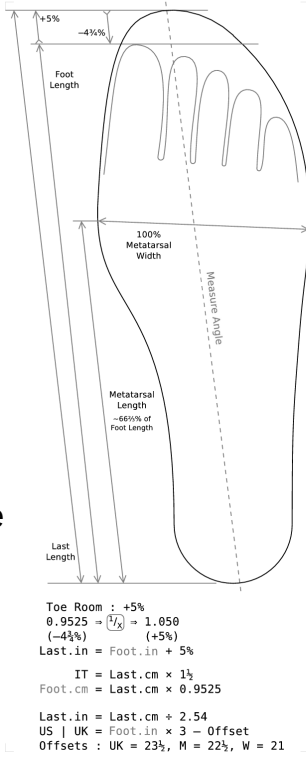 +5%
−4¾%
Foot
Length
100%
Metatarsal
Width
Measure Angle
Metatarsal
Length
~66⅔% of
Foot Length
Last
Length
e
Toe Room : +5%
0.9525 ⇒ 1/x ⇒ 1.050
(−4¾%) (+5%)
Last.in = Foot.in + 5%
IT = Last.cm × 1½
Foot.cm = Last.cm × 0.9525
Last.in = Last.cm ÷ 2.54
US | UK = Foot.in × 3 − Offset
Offsets : UK = 23½, M = 22½, W = 21